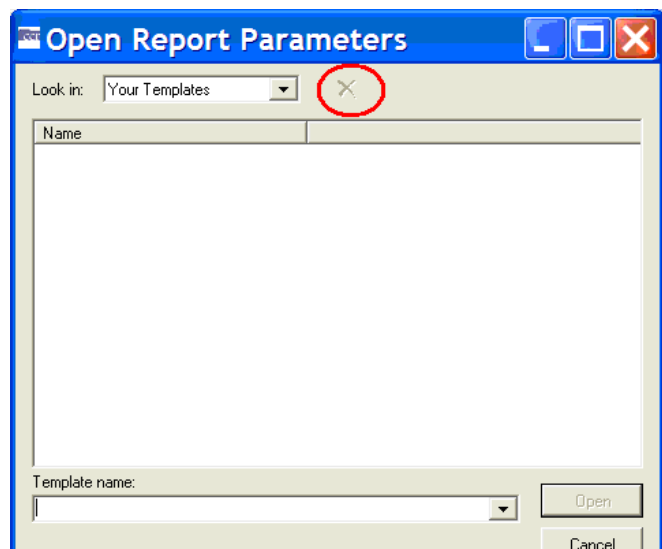 Open Report Parameters
Look in: Your Templates
Name
Template name:
Open
Cancel